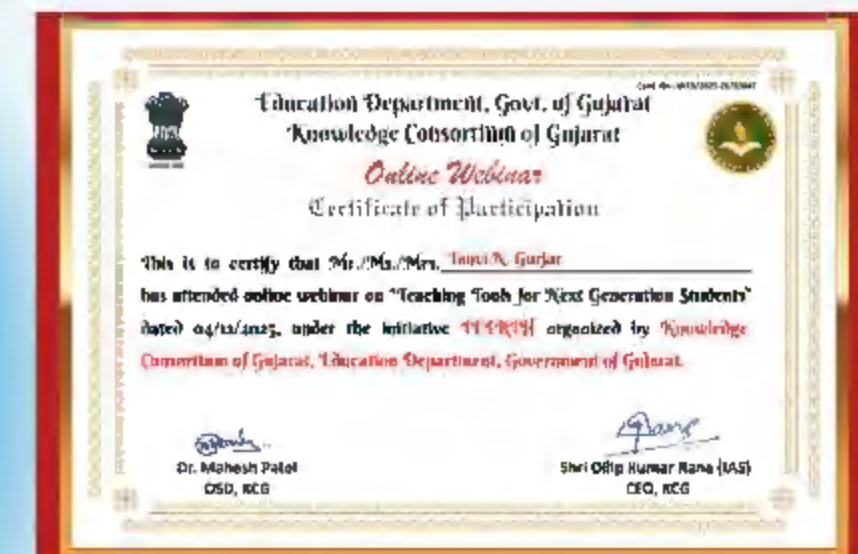 Education Department, Govt. of Gujarat
Knowledge Consortium of Gujarat
Online Webinar
Certificate of Participation
This is to certify that Mr./Ms./Mrs. Gurjar
has attended online webinar on "Teaching Tools for Next Generation Students"
dated under the initiative organized by Knowledge
Consortium of Gujarat, Education Department, Government of Gujarat.
Dr. Mahesh Patel
OSD, KCG
Shri Dilip Kumar Rana (IAS)
CEO, KCG